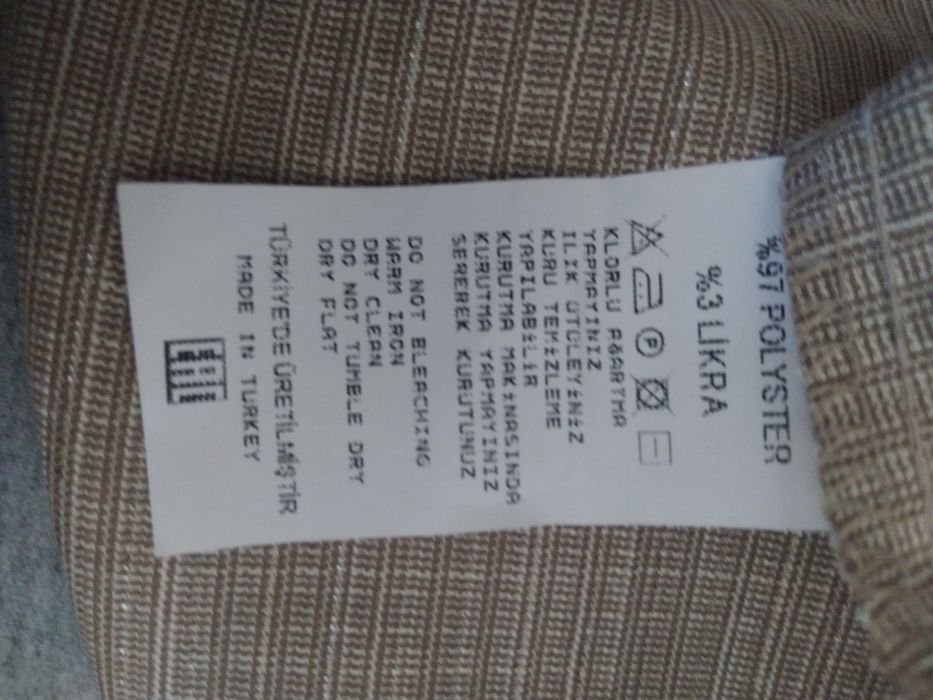 %97 POLYSTER
%3 LİKRA
P
KLORLU AĞARTMA
YAPMAYINIZ
ILIK ÜTÜLEYİNİZ
KURU TEMİZLEME
YAPILABİLİR
KURUTMA MAKİNASINDA
KURUTMA YAPMAYINIZ
SEREREK KURUTUNUZ
DO NOT BLEACHING
WARM IRON
DRY CLEAN
DO NOT TUMBLE DRY
DRY FLAT
TÜRKİYEDE ÜRETİLMİŞTİR
MADE IN TURKEY